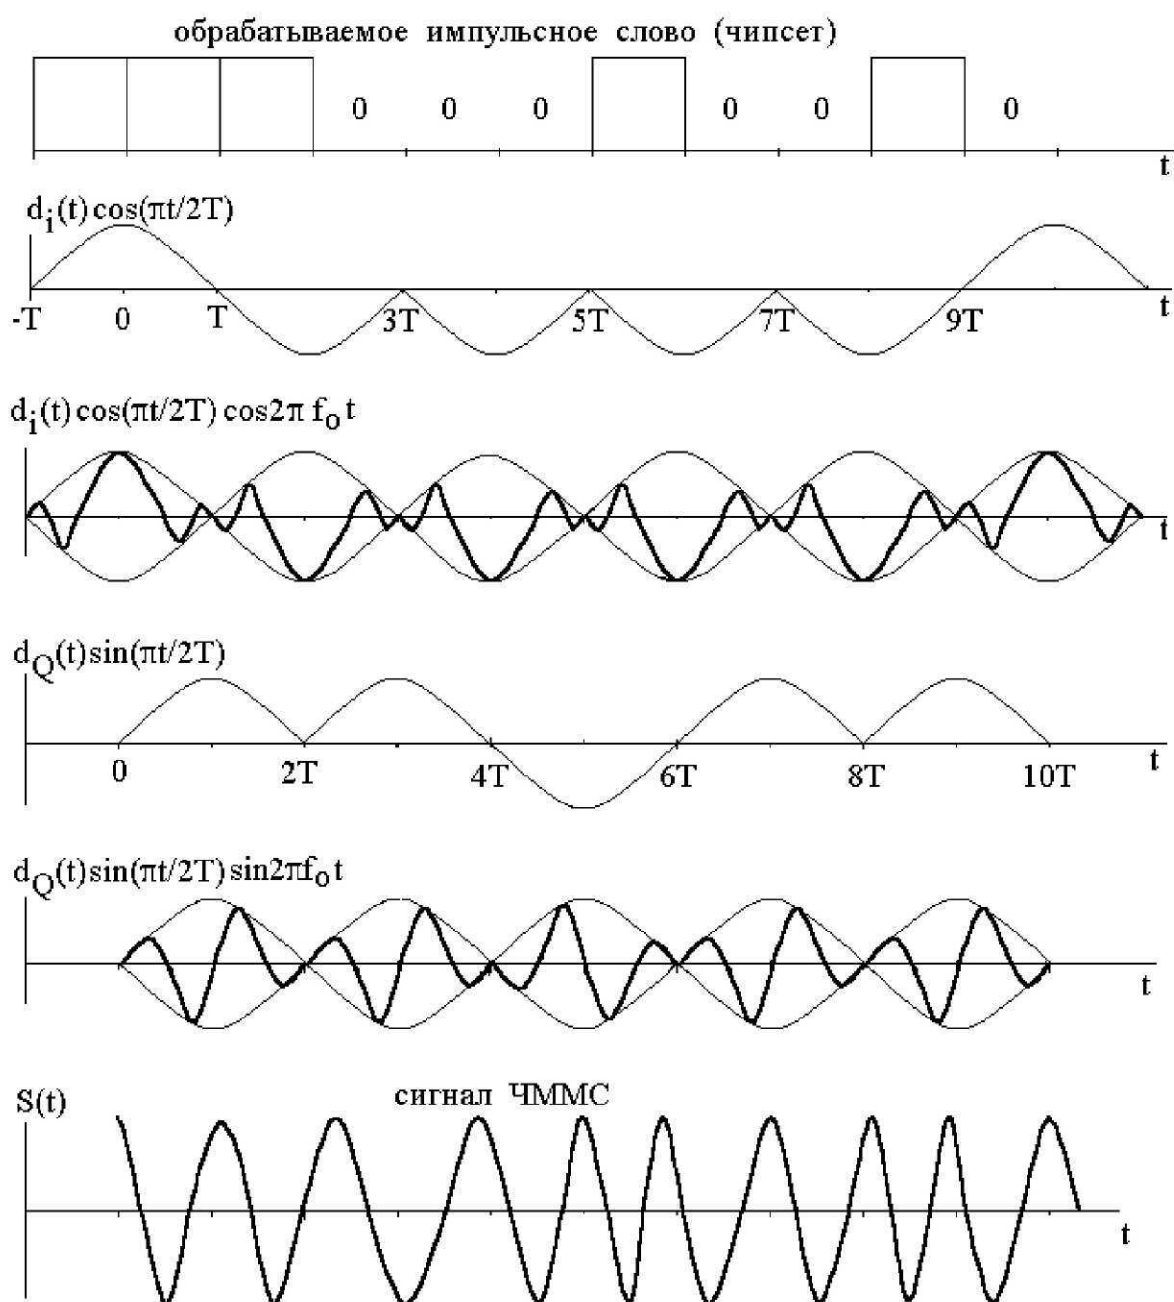 обрабатываемое импульсное слово (чипсет)
0 0 0 0 0 0
t
d_i(t)cos(πt/2T)
-T 0 T 3T 5T 7T 9T t
d_i(t)cos(πt/2T)cos2π f_o t
t
d_Q(t)sin(πt/2T)
0 2T 4T 6T 8T 10T t
d_Q(t)sin(πt/2T)sin2πf_o t
t
S(t) сигнал ЧММС
t